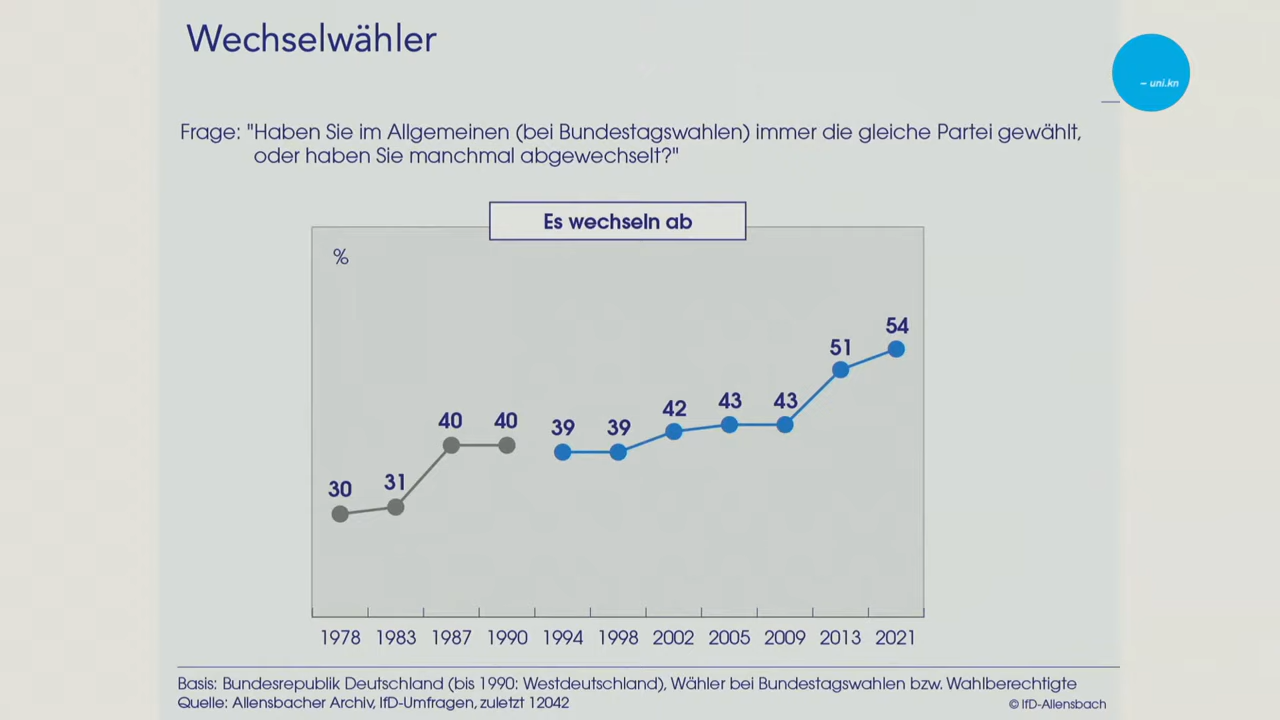 Wechselwähler
– uni.kn
Frage: "Haben Sie im Allgemeinen (bei Bundestagswahlen) immer die gleiche Partei gewählt,
oder haben Sie manchmal abgewechselt?"
Es wechseln ab
%
54
51
43 43
42
40 40 39 39
31
30
1978 1983 1987 1990 1994 1998 2002 2005 2009 2013 2021
Basis: Bundesrepublik Deutschland (bis 1990: Westdeutschland), Wähler bei Bundestagswahlen bzw. Wahlberechtigte
Quelle: Allensbacher Archiv, IfD-Umfragen, zuletzt 12042
© IfD-Allensbach